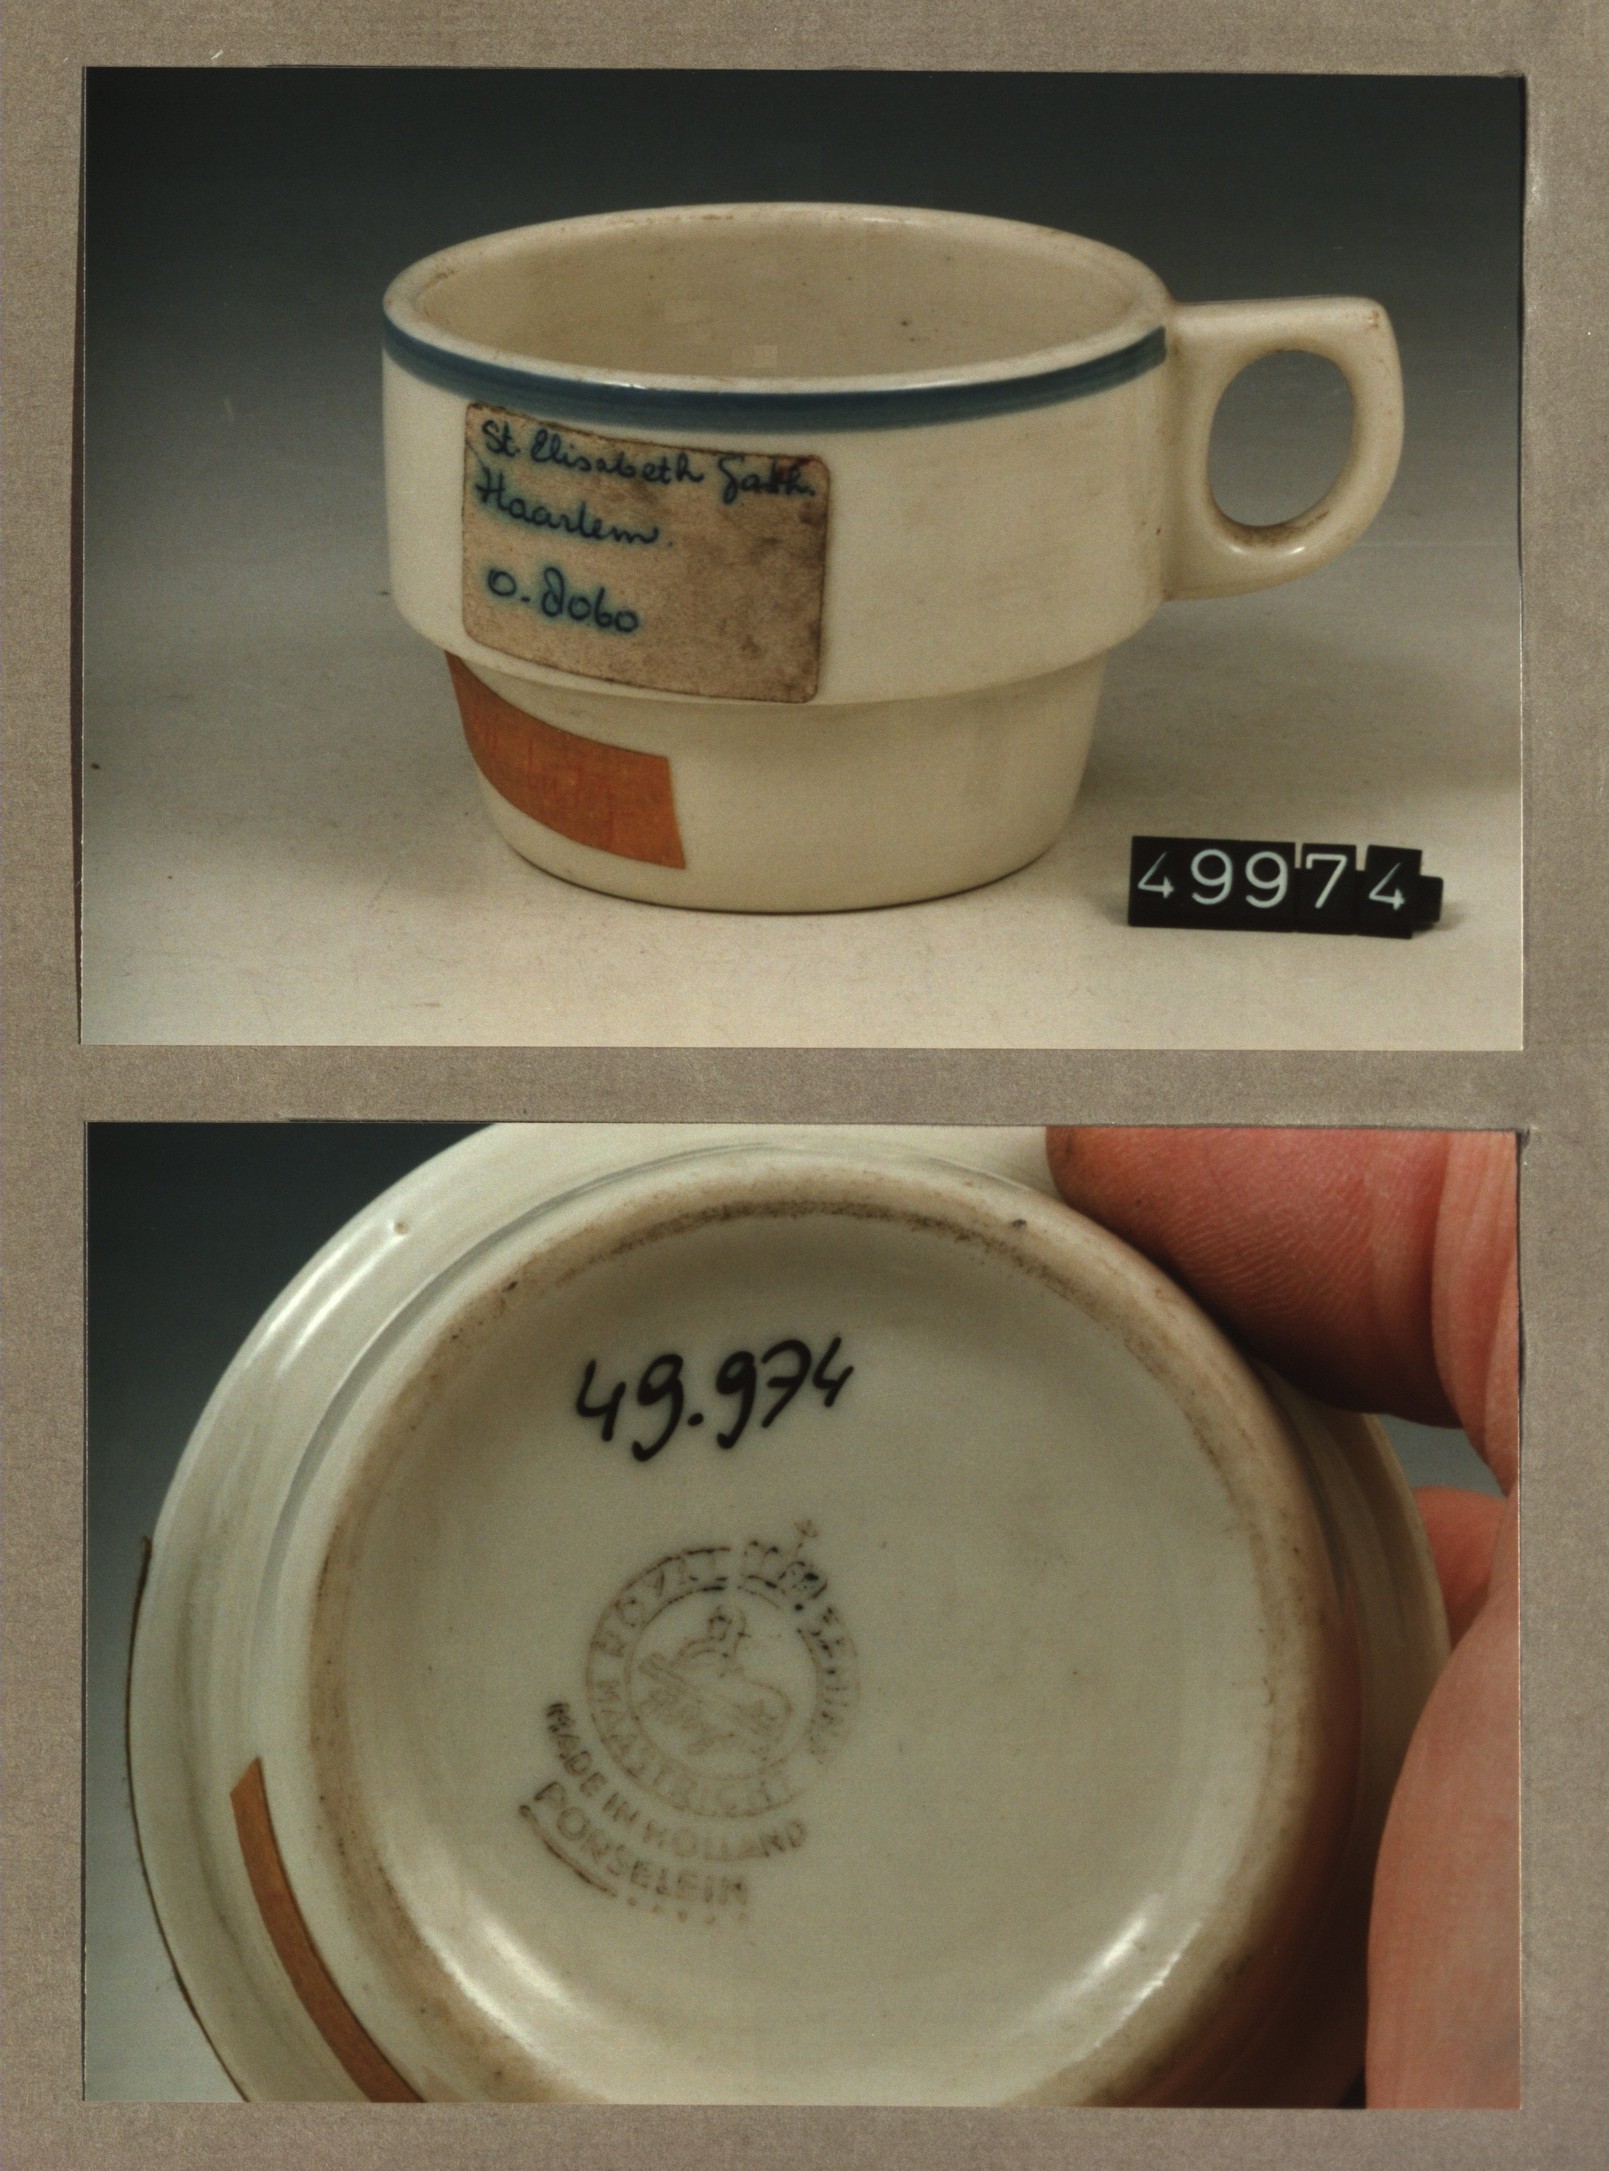 St. Elisabeth Gasth.
Haarlem.
0.8060
49974
49.974
ROYAL
MAASTRICHT
MADE IN HOLLAND
PORSELEIN